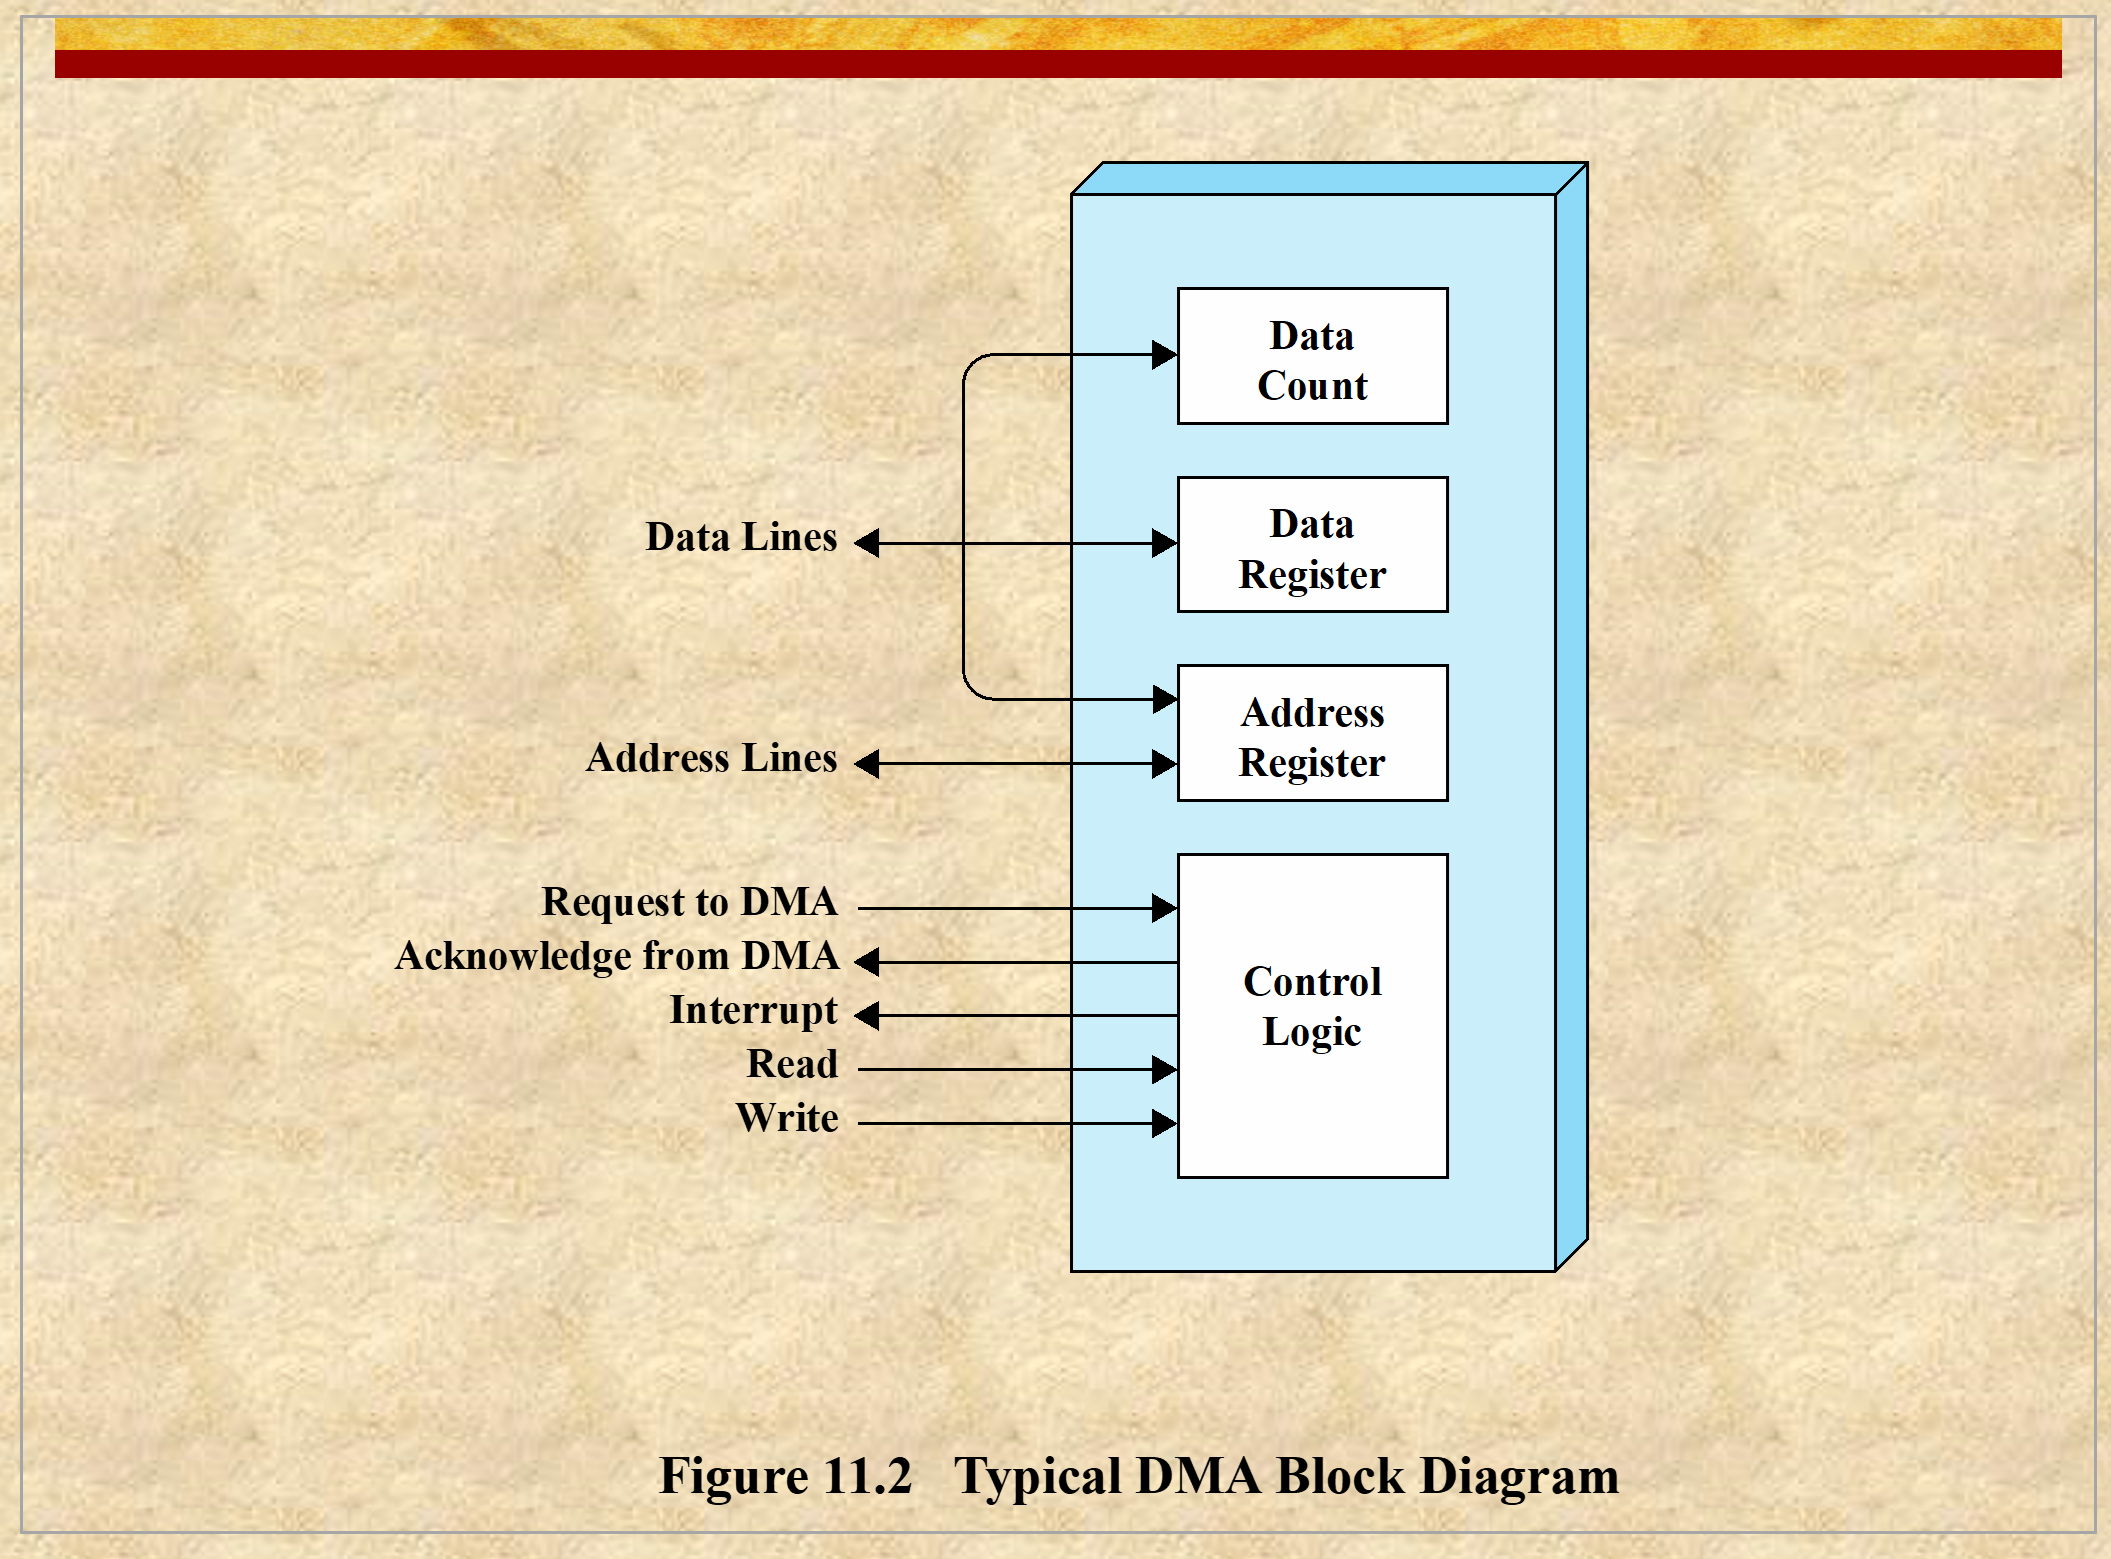 Data
Count
Data Lines
Data
Register
Address Lines
Address
Register
Request to DMA
Acknowledge from DMA
Interrupt
Read
Write
Control
Logic
Figure 11.2 Typical DMA Block Diagram